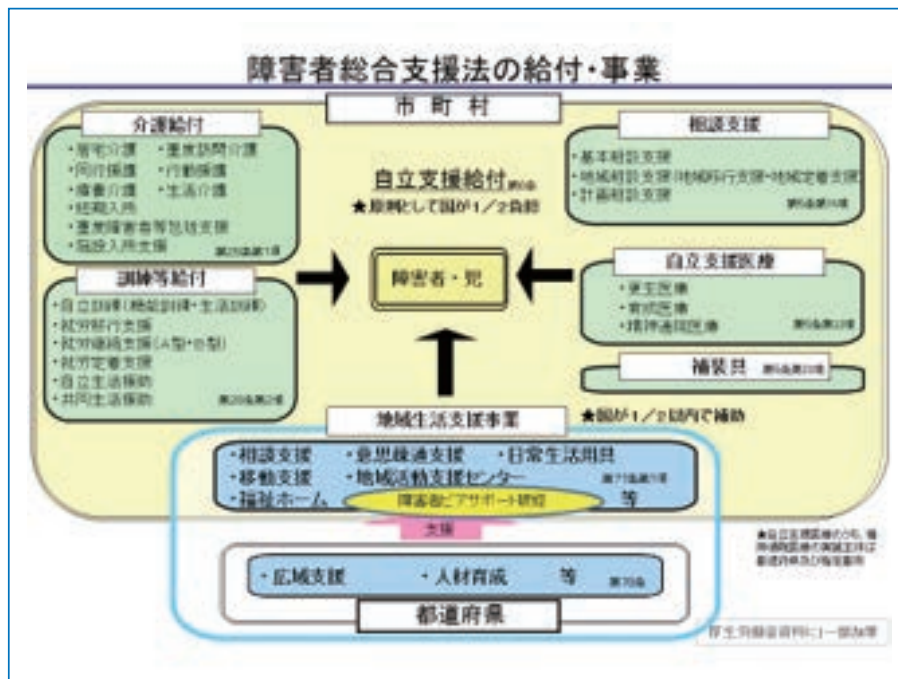 障害者総合支援法の給付・事業
市町村
介護給付
・居宅介護 ・重度訪問介護
・同行援護 ・行動援護
・療養介護 ・生活介護
・短期入所
・重度障害者等包括支援
・施設入所支援
訓練等給付
・自立訓練(機能訓練・生活訓練)
・就労移行支援
・就労継続支援(A型・B型)
・就労定着支援
・自立生活援助
・共同生活援助
自立支援給付
★原則として国が1/2負担
障害者・児
相談支援
・基本相談支援
・地域相談支援(地域移行支援・地域定着支援)
・計画相談支援
自立支援医療
・更生医療
・育成医療
・精神通院医療
補装具
地域生活支援事業
★国が1/2以内で補助
・相談支援 ・意思疎通支援 ・日常生活用具
・移動支援 ・地域活動支援センター
・福祉ホーム 障害者ピアサポート研修 等
支援
・広域支援 ・人材育成 等
都道府県
厚生労働省資料に一部加筆